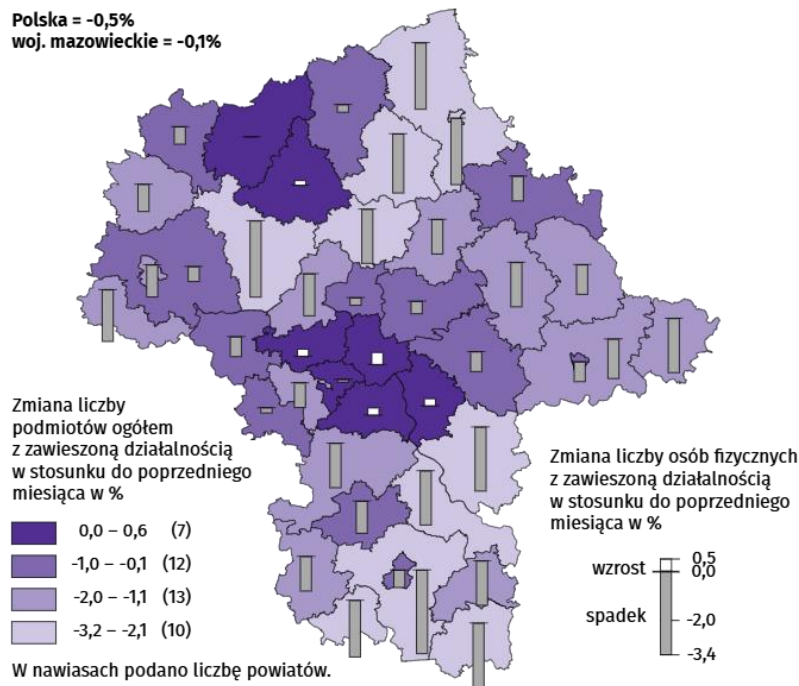 Polska = -0,5%
woj. mazowieckie = -0,1%
Zmiana liczby
podmiotów ogółem
z zawieszoną działalnością
w stosunku do poprzedniego
miesiąca w %
0,0 – 0,6 (7)
-1,0 – -0,1 (12)
-2,0 – -1,1 (13)
-3,2 – -2,1 (10)
W nawiasach podano liczbę powiatów.
Zmiana liczby osób fizycznych
z zawieszoną działalnością
w stosunku do poprzedniego
miesiąca w %
0,5
wzrost 0,0
spadek -2,0
-3,4